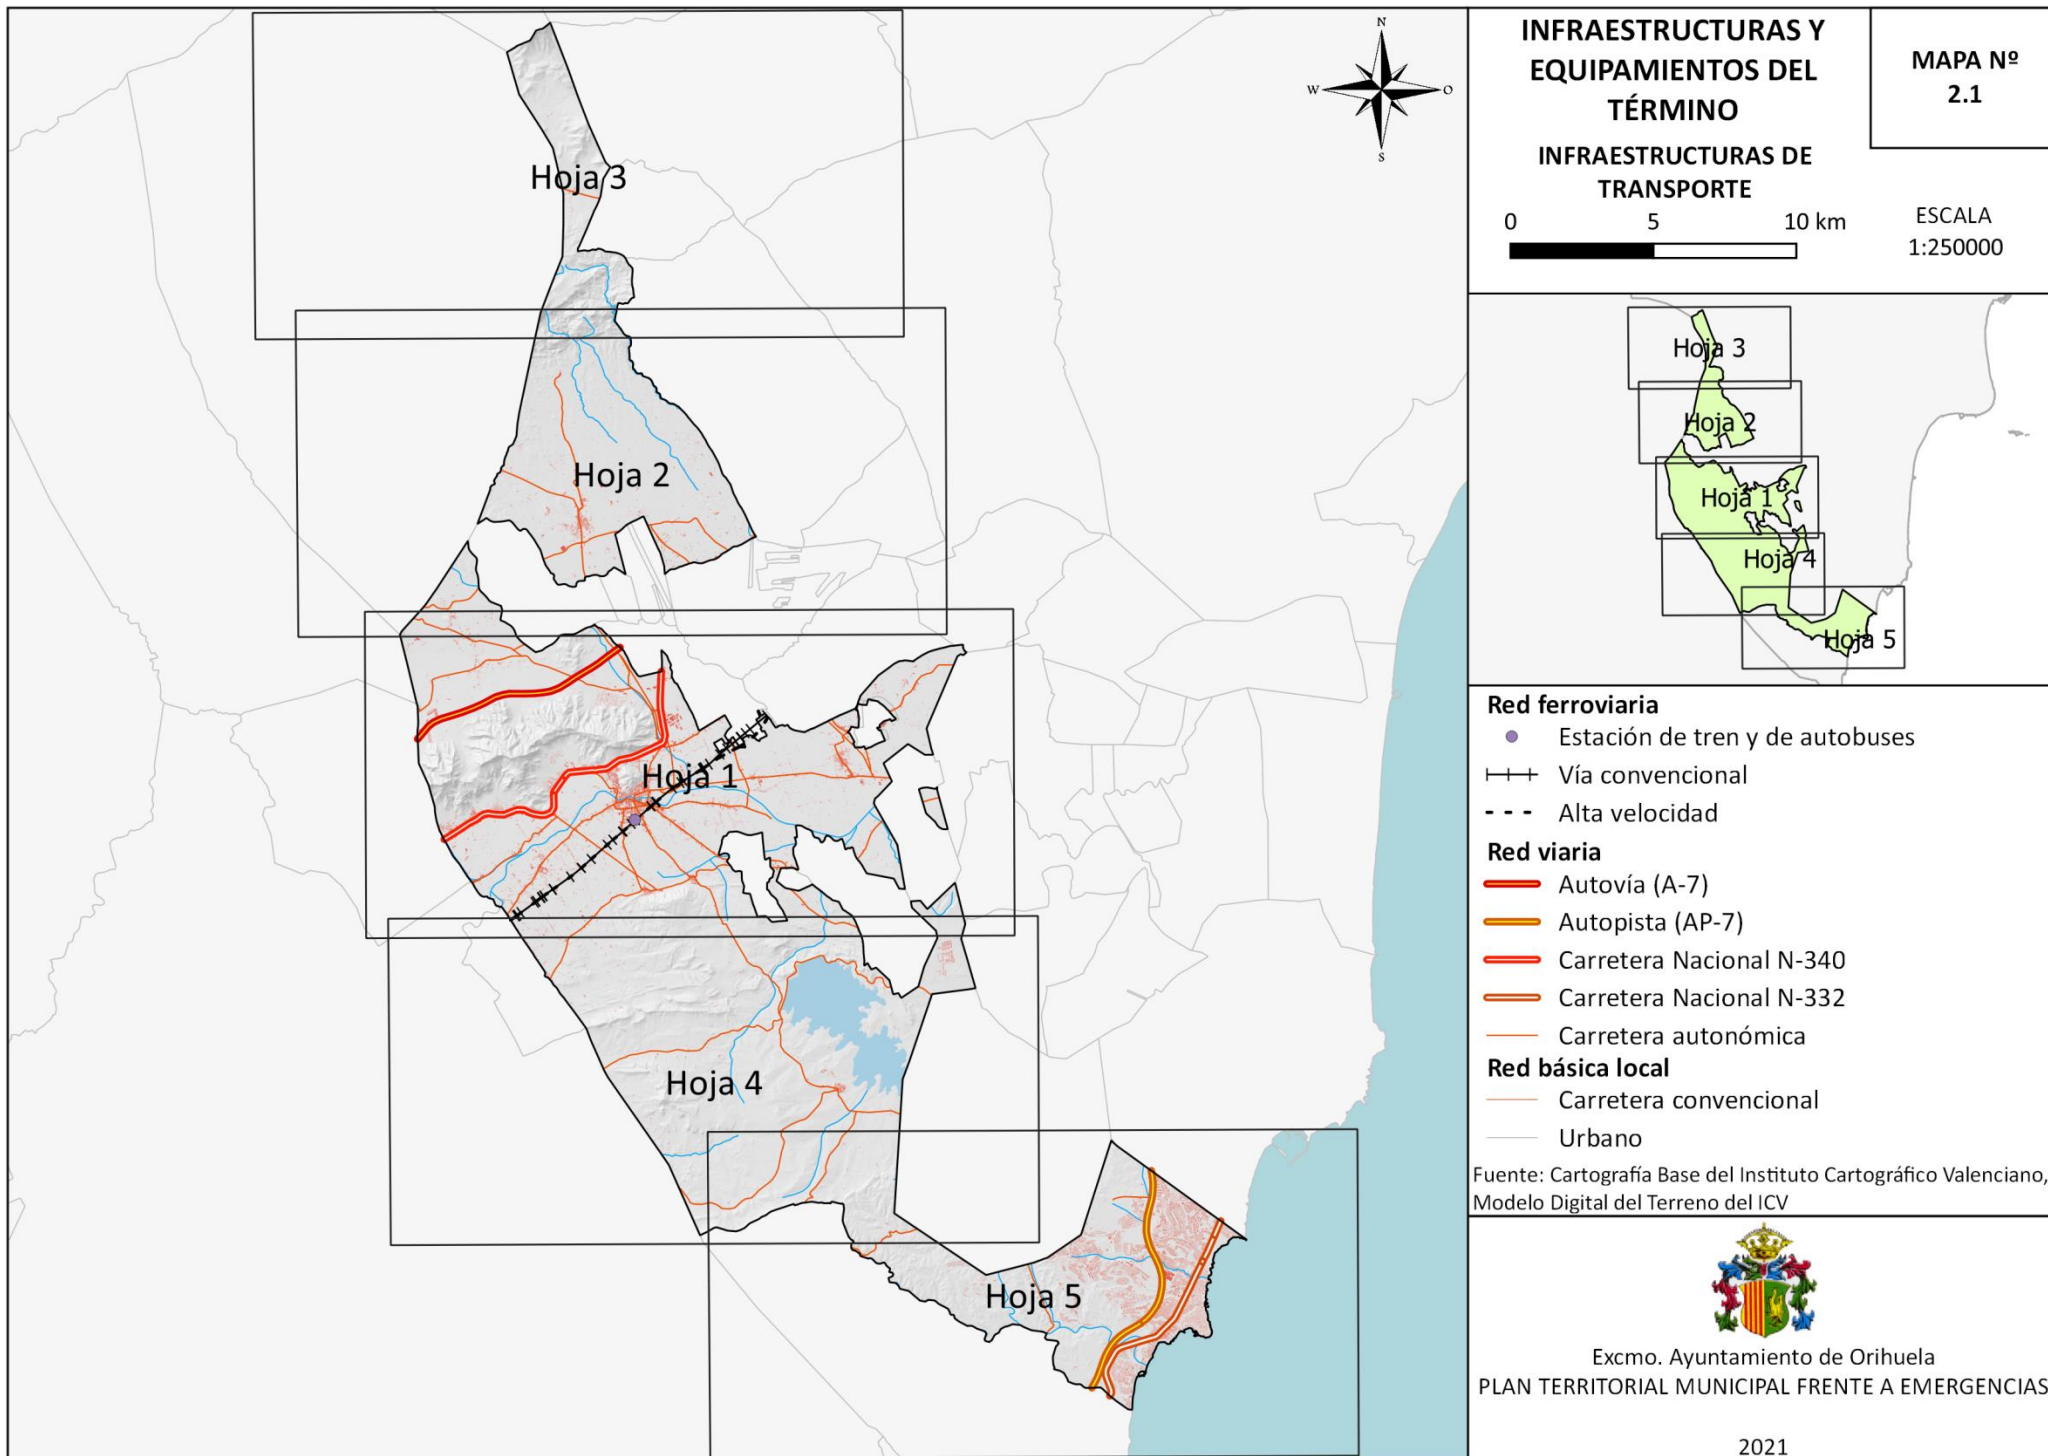 INFRAESTRUCTURAS Y
EQUIPAMIENTOS DEL
TÉRMINO
INFRAESTRUCTURAS DE
TRANSPORTE
MAPA Nº
2.1
0 5 10 km
ESCALA
1:250000
N
W O
S
Hoja 3
Hoja 2
Hoja 1
Hoja 4
Hoja 5
Hoja 3
Hoja 2
Hoja 1
Hoja 4
Hoja 5
Red ferroviaria
Estación de tren y de autobuses
Vía convencional
Alta velocidad
Red viaria
Autovía (A-7)
Autopista (AP-7)
Carretera Nacional N-340
Carretera Nacional N-332
Carretera autonómica
Red básica local
Carretera convencional
Urbano
Fuente: Cartografía Base del Instituto Cartográfico Valenciano,
Modelo Digital del Terreno del ICV
Excmo. Ayuntamiento de Orihuela
PLAN TERRITORIAL MUNICIPAL FRENTE A EMERGENCIAS
2021